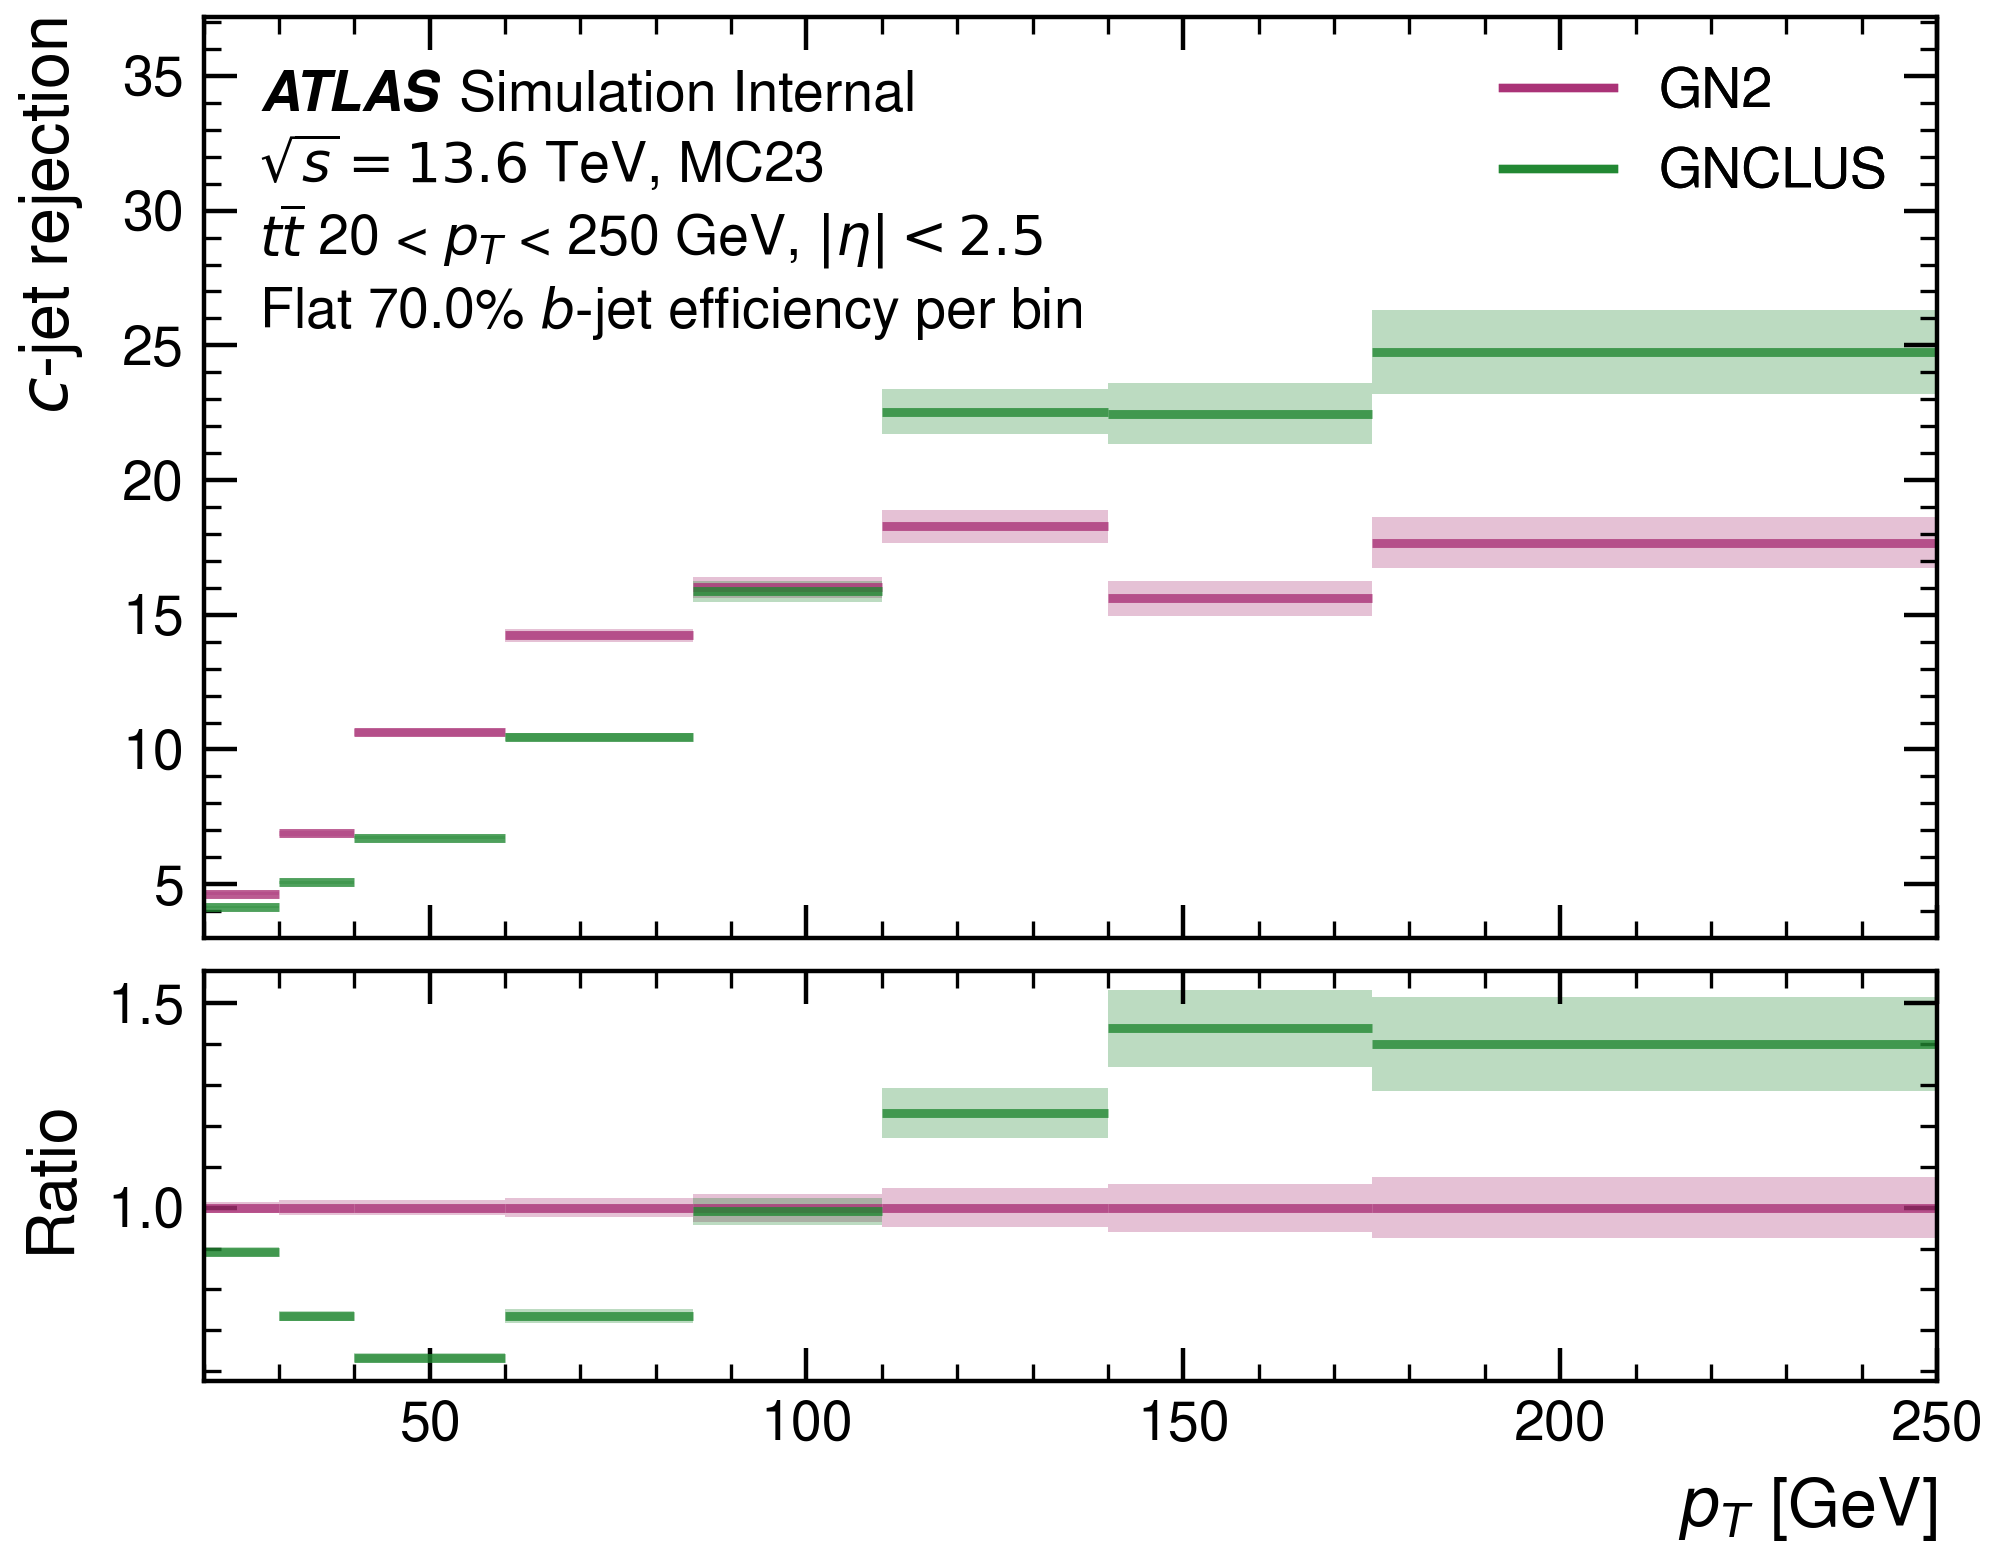 c-jet rejection
35
30
25
20
15
10
5
ATLAS Simulation Internal
√s = 13.6 TeV, MC23
tt̄ 20 < p_T < 250 GeV, |η| < 2.5
Flat 70.0% b-jet efficiency per bin
GN2
GNCLUS
Ratio
1.5
1.0
50 100 150 200 250
p_T [GeV]